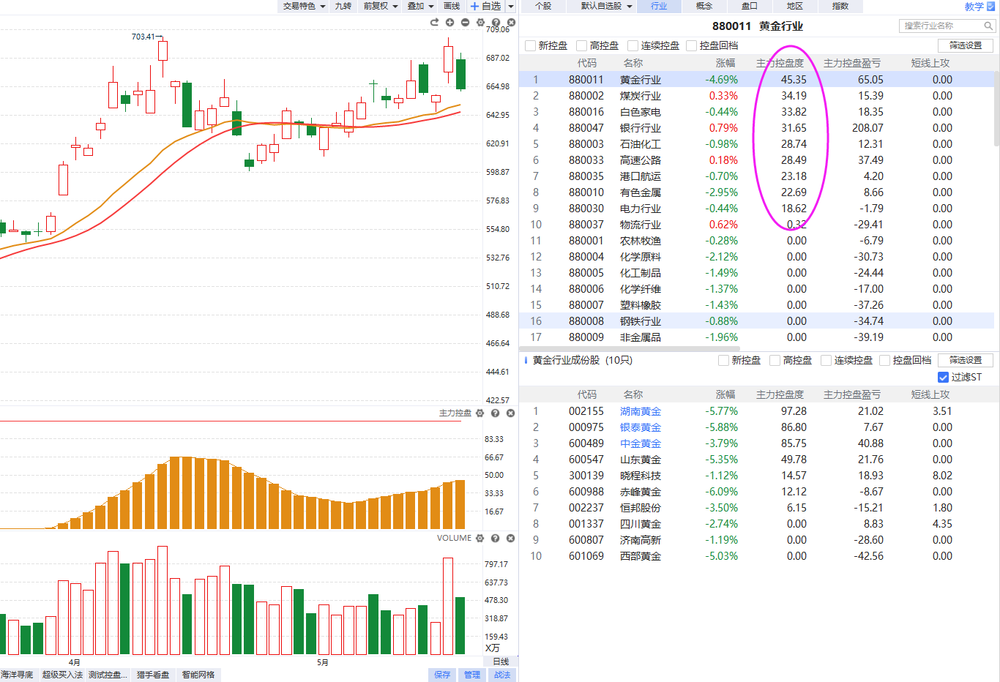 交易特色 九转 前复权 叠加 画线 自选
个股 默认自选股 行业 概念 盘口 地区 指数 教学
880011 黄金行业 搜索行业名称
新控盘 高控盘 连续控盘 控盘回档 筛选设置
代码 名称 涨幅 主力控盘度 主力控盘盈亏 短线上攻
1 880011 黄金行业 -4.69% 45.35 65.05 0.00
2 880002 煤炭行业 0.33% 34.19 15.39 0.00
3 880016 白色家电 -0.44% 33.82 18.35 0.00
4 880047 银行行业 0.79% 31.65 208.07 0.00
5 880003 石油化工 -0.98% 28.74 12.31 0.00
6 880033 高速公路 0.18% 28.49 37.49 0.00
7 880035 港口航运 -0.70% 23.18 4.20 0.00
8 880010 有色金属 -2.95% 22.69 8.66 0.00
9 880030 电力行业 -0.44% 18.62 -1.79 0.00
10 880037 物流行业 0.62% 0.32 -29.41 0.00
11 880001 农林牧渔 -0.28% 0.00 -6.79 0.00
12 880004 化学原料 -2.12% 0.00 -30.73 0.00
13 880005 化工制品 -1.49% 0.00 -24.44 0.00
14 880006 化学纤维 -1.37% 0.00 -17.00 0.00
15 880007 塑料橡胶 -1.43% 0.00 -37.26 0.00
16 880008 钢铁行业 -0.88% 0.00 -34.74 0.00
17 880009 非金属品 -1.96% 0.00 -39.19 0.00
黄金行业成份股 (10只) 新控盘 高控盘 连续控盘 控盘回档 筛选设置
过滤ST
代码 名称 涨幅 主力控盘度 主力控盘盈亏 短线上攻
1 002155 湖南黄金 -5.77% 97.28 21.02 3.51
2 000975 银泰黄金 -5.88% 86.80 7.67 0.00
3 600489 中金黄金 -3.79% 85.75 40.88 0.00
4 600547 山东黄金 -5.35% 49.78 21.76 0.00
5 300139 晓程科技 -1.12% 14.57 18.93 8.02
6 600988 赤峰黄金 -6.09% 12.12 -8.67 0.00
7 002237 恒邦股份 -3.50% 6.15 -15.21 1.80
8 001337 四川黄金 -2.74% 0.00 8.83 4.35
9 600807 济南高新 -1.19% 0.00 -28.60 0.00
10 601069 西部黄金 -5.03% 0.00 -42.56 0.00
703.41
709.06
687.02
664.98
642.95
620.91
598.87
576.83
554.80
532.76
510.72
488.68
466.64
444.61
422.57
主力控盘
83.33
66.67
50.00
33.33
16.67
VOLUME
797.17
637.73
478.30
318.87
159.43
X万
4月 5月 日线
海洋寻底 超级买入法 测试控盘... 猎手看盘 智能网格 保存 管理 战法